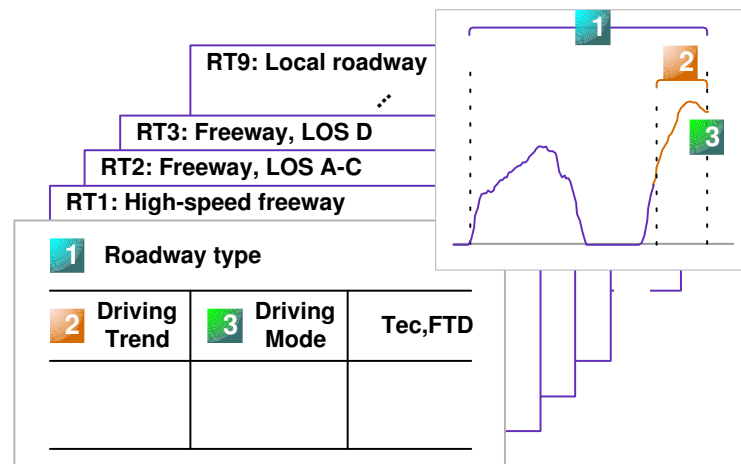 1
2
3
RT9: Local roadway
RT3: Freeway, LOS D
RT2: Freeway, LOS A-C
RT1: High-speed freeway
1 Roadway type
2 Driving Trend
3 Driving Mode
Tec,FTD